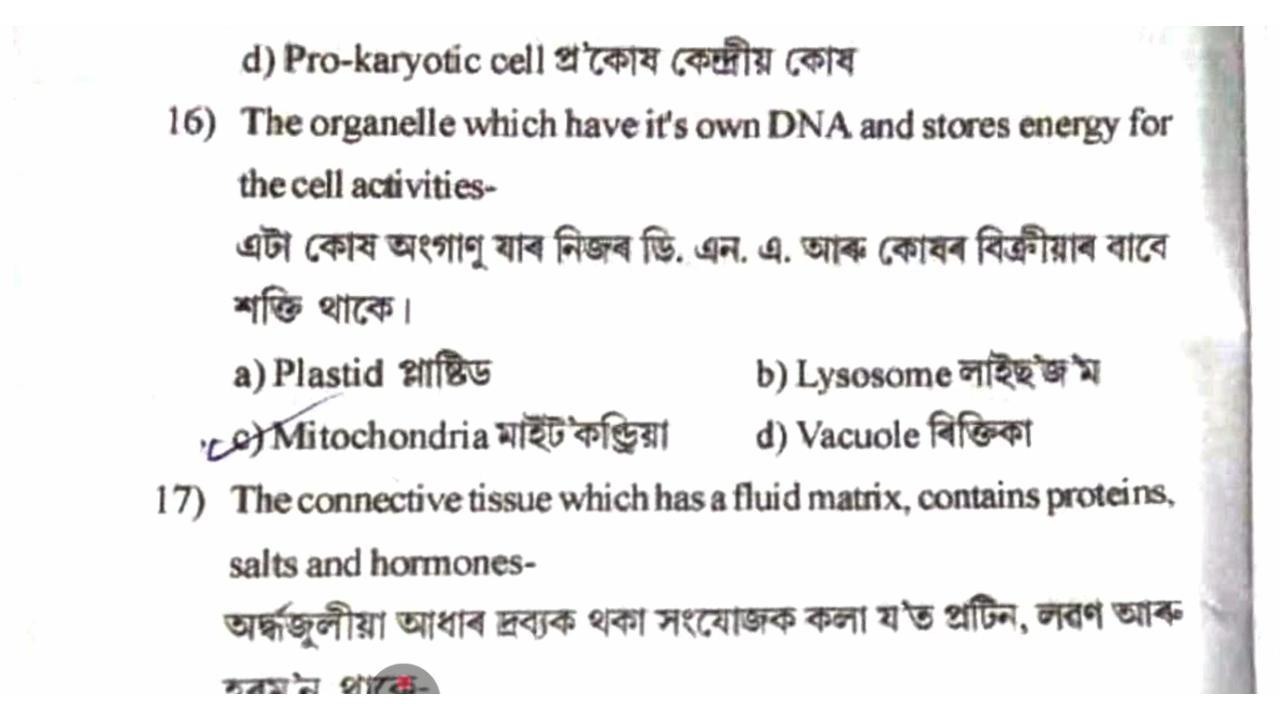 d) Pro-karyotic cell প্ৰ'কোষ কেন্দ্ৰীয় কোষ
16) The organelle which have it's own DNA and stores energy for
the cell activities-
এটা কোষ অংগাণু যাৰ নিজৰ ডি. এন. এ. আৰু কোষৰ বিক্ৰীয়াৰ বাবে
শক্তি থাকে।
a) Plastid প্লাষ্টিড b) Lysosome লাইছ'জ'ম
c) Mitochondria মাইট'কণ্ড্ৰিয়া d) Vacuole ৰিক্তিকা
17) The connective tissue which has a fluid matrix, contains proteins,
salts and hormones-
অৰ্দ্ধজুলীয়া আধাৰ দ্ৰব্যক থকা সংযোজক কলা য'ত প্ৰটিন, লৱণ আৰু
হৰম'ন থাকে-